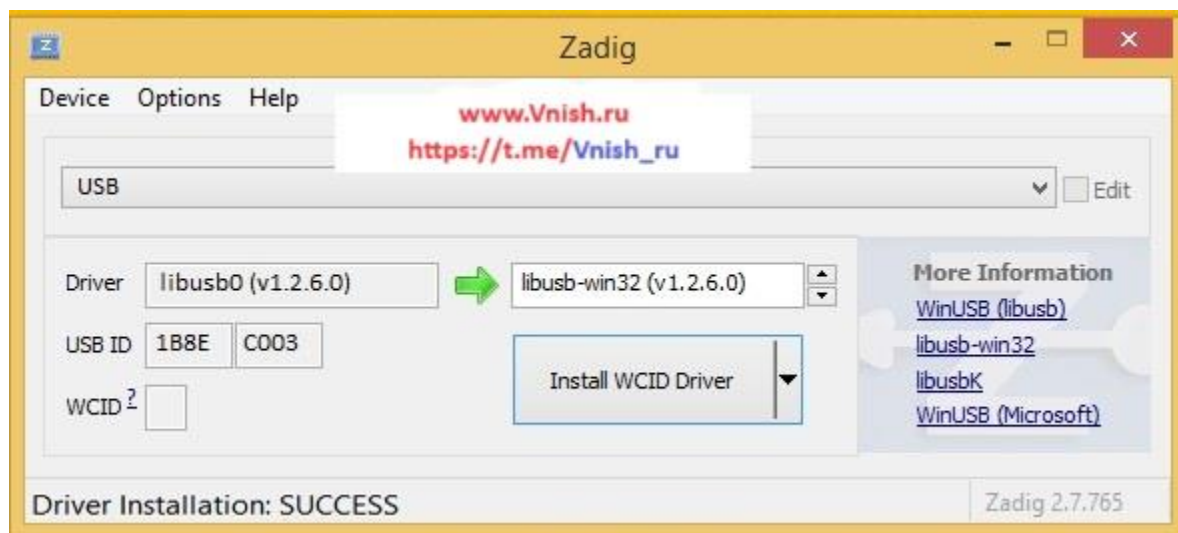 Z
Zadig
Device Options Help
www.Vnish.ru
https://t.me/Vnish_ru
USB
Edit
Driver libusb0 (v1.2.6.0) libusb-win32 (v1.2.6.0)
USB ID 1B8E C003
WCID ?
Install WCID Driver
More Information
WinUSB (libusb)
libusb-win32
libusbK
WinUSB (Microsoft)
Driver Installation: SUCCESS
Zadig 2.7.765